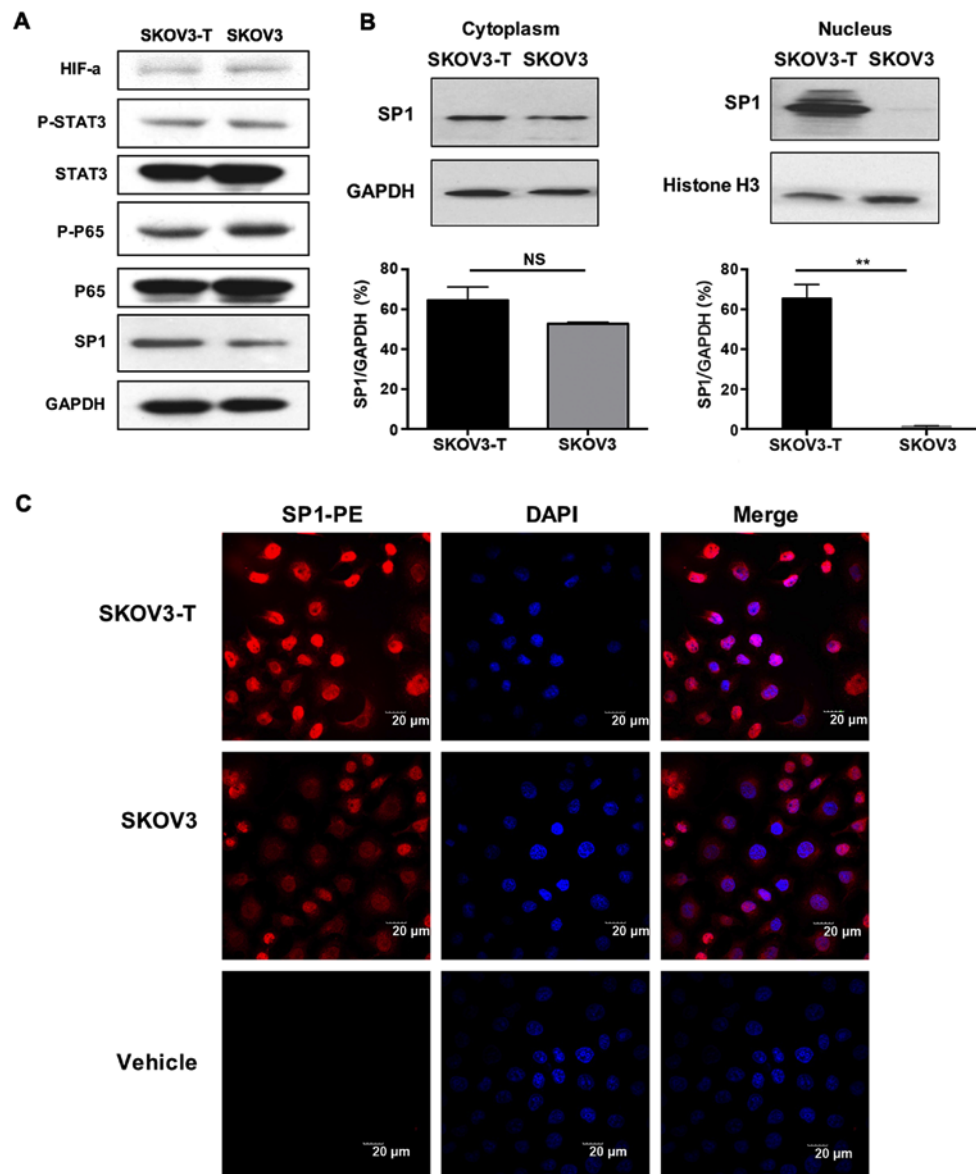 A
SKOV3-T SKOV3
HIF-a
P-STAT3
STAT3
P-P65
P65
SP1
GAPDH
B
Cytoplasm
SKOV3-T SKOV3
SP1
GAPDH
NS
SP1/GAPDH (%)
80
60
40
20
0
SKOV3-T SKOV3
Nucleus
SKOV3-T SKOV3
SP1
Histone H3
**
SP1/GAPDH (%)
80
60
40
20
0
SKOV3-T SKOV3
C
SP1-PE DAPI Merge
SKOV3-T
20 µm 20 µm 20 µm
SKOV3
20 µm 20 µm 20 µm
Vehicle
20 µm 20 µm 20 µm